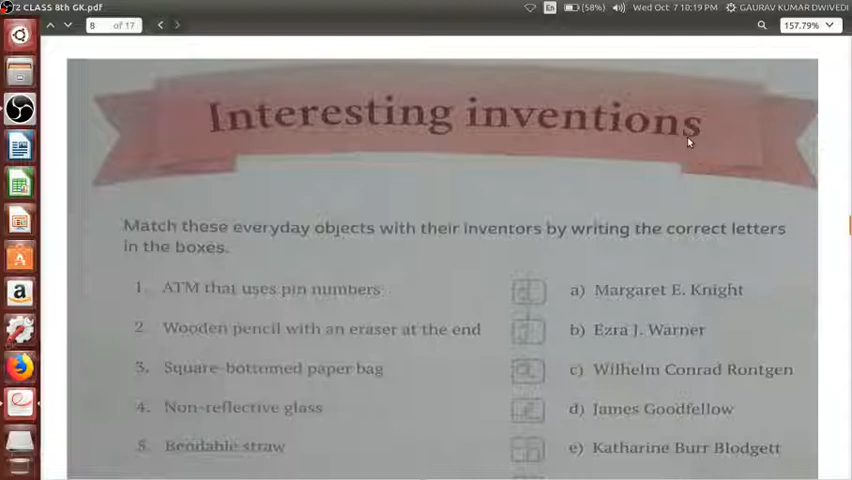 T2 CLASS 8th GK.pdf
En (58%) Wed Oct 7 10:19 PM GAURAV KUMAR DWIVEDI
8 of 17 157.79%
Interesting inventions
Match these everyday objects with their inventors by writing the correct letters
in the boxes.
1. ATM that uses pin numbers a) Margaret E. Knight
2. Wooden pencil with an eraser at the end b) Ezra J. Warner
3. Square-bottomed paper bag a c) Wilhelm Conrad Rontgen
4. Non-reflective glass e d) James Goodfellow
5. Bendable straw e) Katharine Burr Blodgett